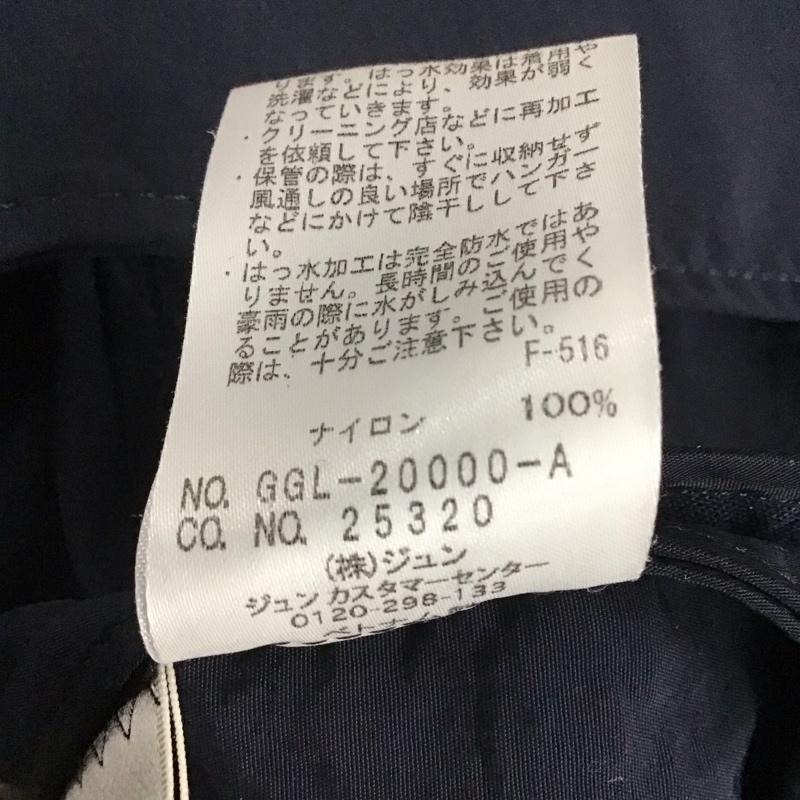 ります。はっ水効果は着用や
洗濯などにより、効果が弱く
なっていきます。
・クリーニング店などに再加工
を依頼して下さい。
・保管の際は、すぐに収納せず
風通しの良い場所でハンガー
などにかけて陰干しして下さ
い。
・はっ水加工は完全防水ではあ
りません。長時間のご使用や
豪雨の際に水がしみ込んでく
ることがあります。ご使用の
際は、十分ご注意下さい。
F-516
ナイロン 100%
NO. GGL-20000-A
CO. NO. 25320
(株)ジュン
ジュン カスタマーセンター
0120-298-133